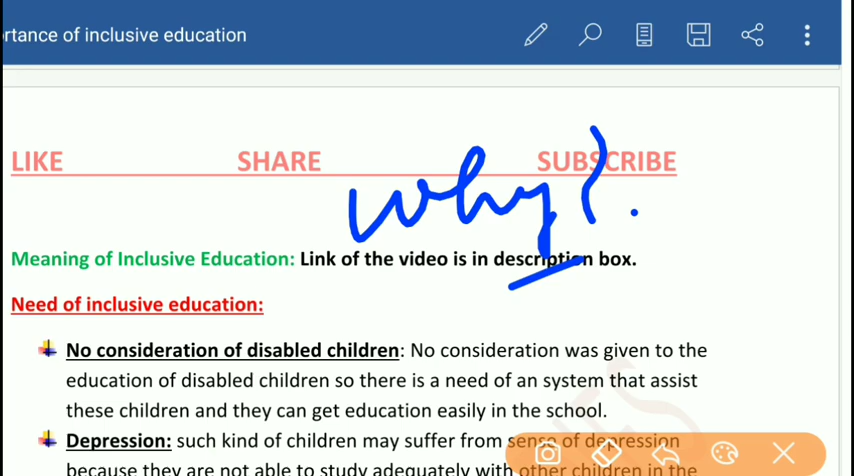 rtance of inclusive education
LIKE SHARE SUBSCRIBE
why?
Meaning of Inclusive Education: Link of the video is in description box.
Need of inclusive education:
No consideration of disabled children: No consideration was given to the
education of disabled children so there is a need of an system that assist
these children and they can get education easily in the school.
Depression: such kind of children may suffer from sense of depression
because they are not able to study adequately with other children in the